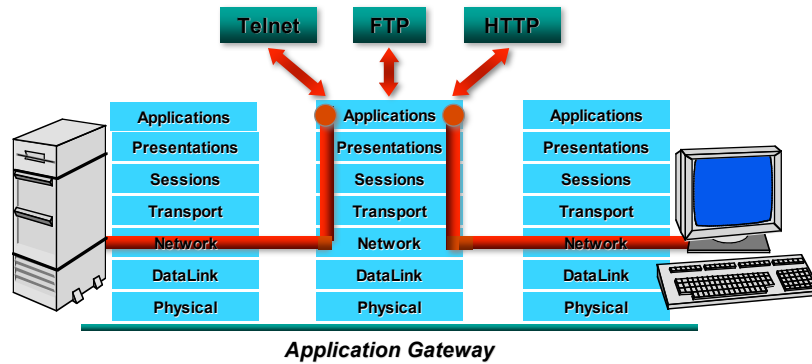 Telnet FTP HTTP
Applications Applications Applications
Presentations Presentations Presentations
Sessions Sessions Sessions
Transport Transport Transport
Network Network Network
DataLink DataLink DataLink
Physical Physical Physical
Application Gateway